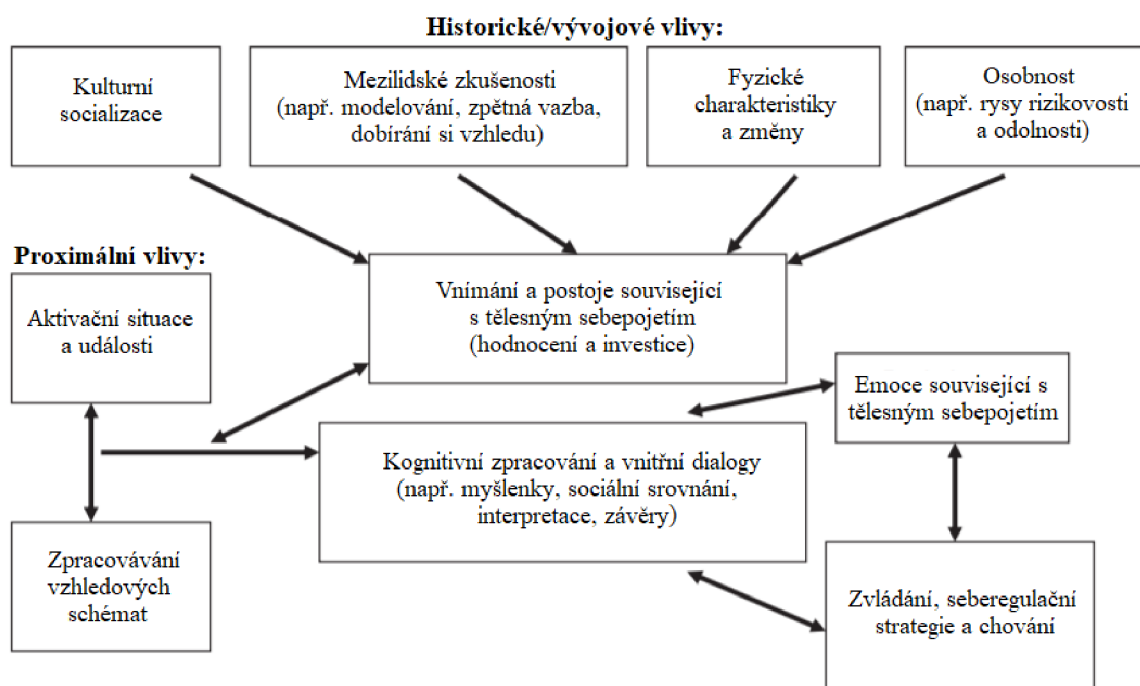 Historické/vývojové vlivy:
Kulturní
socializace
Mezilidské zkušenosti
(např. modelování, zpětná vazba,
dobírání si vzhledu)
Fyzické
charakteristiky
a změny
Osobnost
(např. rysy rizikovosti
a odolnosti)
Proximální vlivy:
Aktivační situace
a události
Vnímání a postoje související
s tělesným sebepojetím
(hodnocení a investice)
Emoce související s
tělesným sebepojetím
Kognitivní zpracování a vnitřní dialogy
(např. myšlenky, sociální srovnání,
interpretace, závěry)
Zpracovávání
vzhledových
schémat
Zvládání, seberegulační
strategie a chování